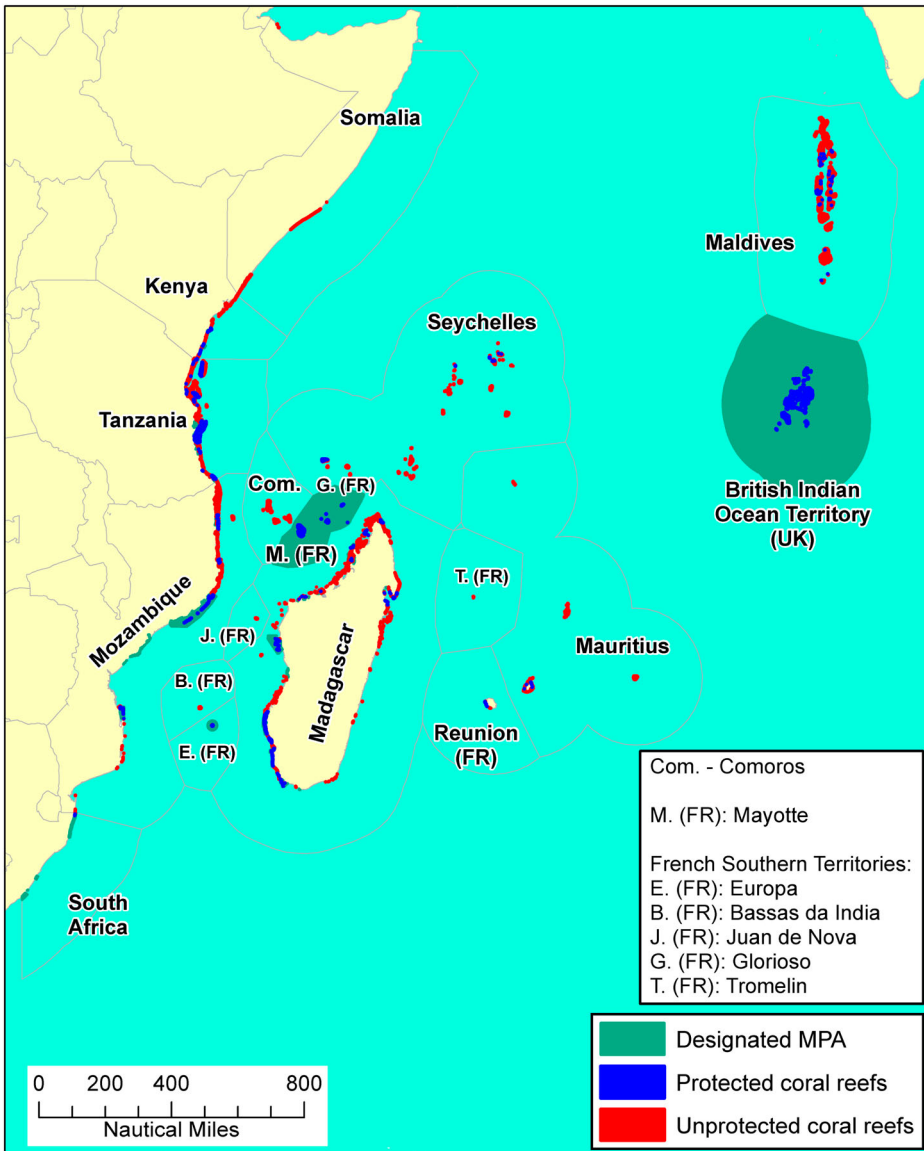 Somalia
Maldives
Kenya
Seychelles
Tanzania
Com.
G. (FR)
British Indian
Ocean Territory
(UK)
M. (FR)
T. (FR)
Mozambique
J. (FR)
Madagascar
Mauritius
B. (FR)
Reunion
(FR)
E. (FR)
South
Africa
Com. - Comoros
M. (FR): Mayotte
French Southern Territories:
E. (FR): Europa
B. (FR): Bassas da India
J. (FR): Juan de Nova
G. (FR): Glorioso
T. (FR): Tromelin
Designated MPA
Protected coral reefs
Unprotected coral reefs
0 200 400 800
Nautical Miles